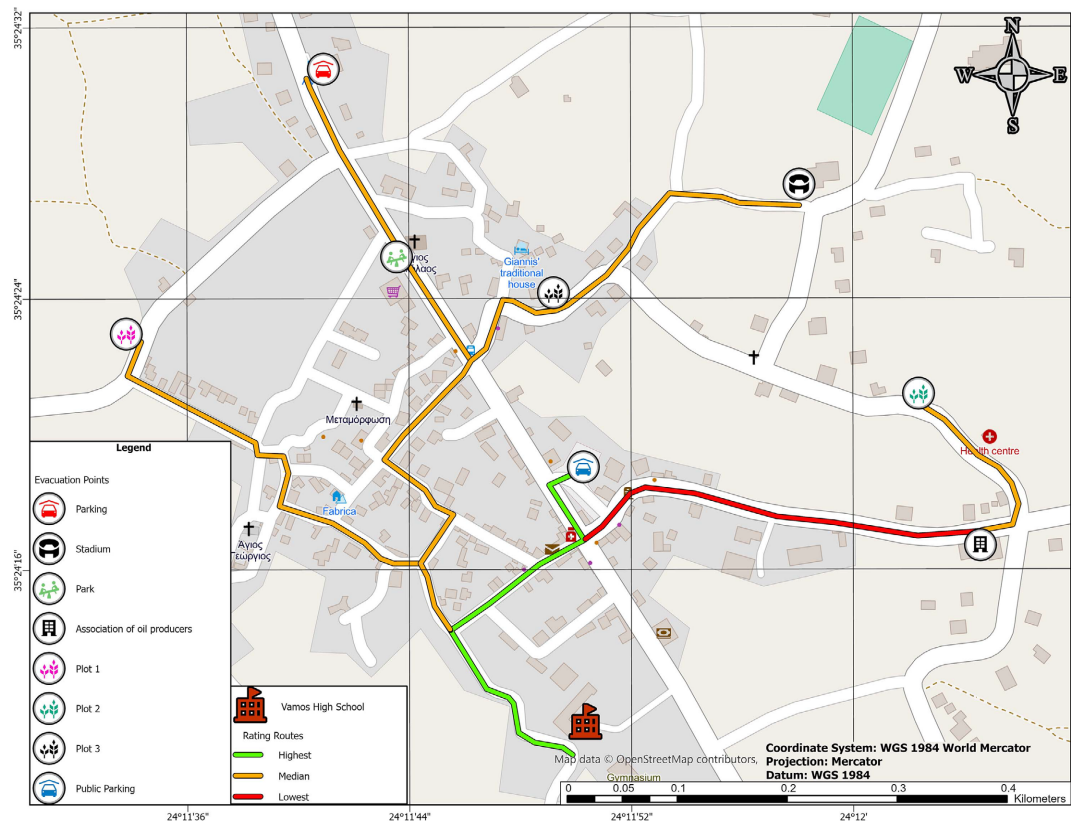 35°24'32"
N
W
E
S
Giannis'
traditional
house
35°24'24"
Μεταμόρφωση
Health centre
Fabrica
Άγιος
Γεώργιος
35°24'16"
Legend
Evacuation Points
Parking
Stadium
Park
Association of oil producers
Plot 1
Plot 2
Plot 3
Public Parking
Vamos High School
Rating Routes
Highest
Median
Lowest
Map data © OpenStreetMap contributors,
Gymnasium
Coordinate System: WGS 1984 World Mercator
Projection: Mercator
Datum: WGS 1984
0 0.05 0.1 0.2 0.3 0.4
Kilometers
24°11'36"
24°11'44"
24°11'52"
24°12'